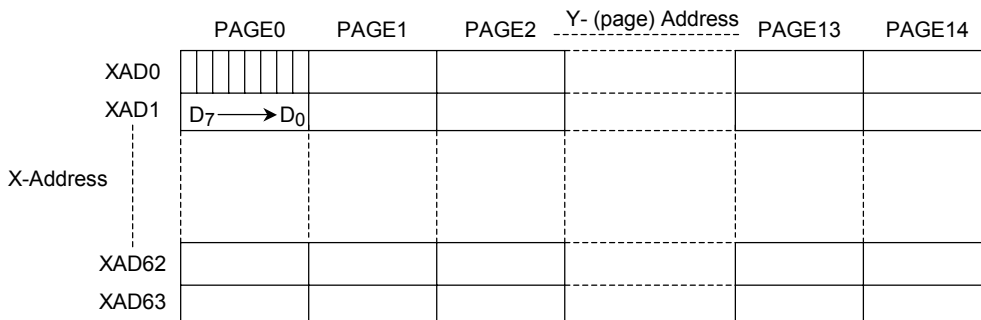 Y- (page) Address
PAGE0 PAGE1 PAGE2 PAGE13 PAGE14
XAD0
XAD1 D7 D0
X-Address
XAD62
XAD63